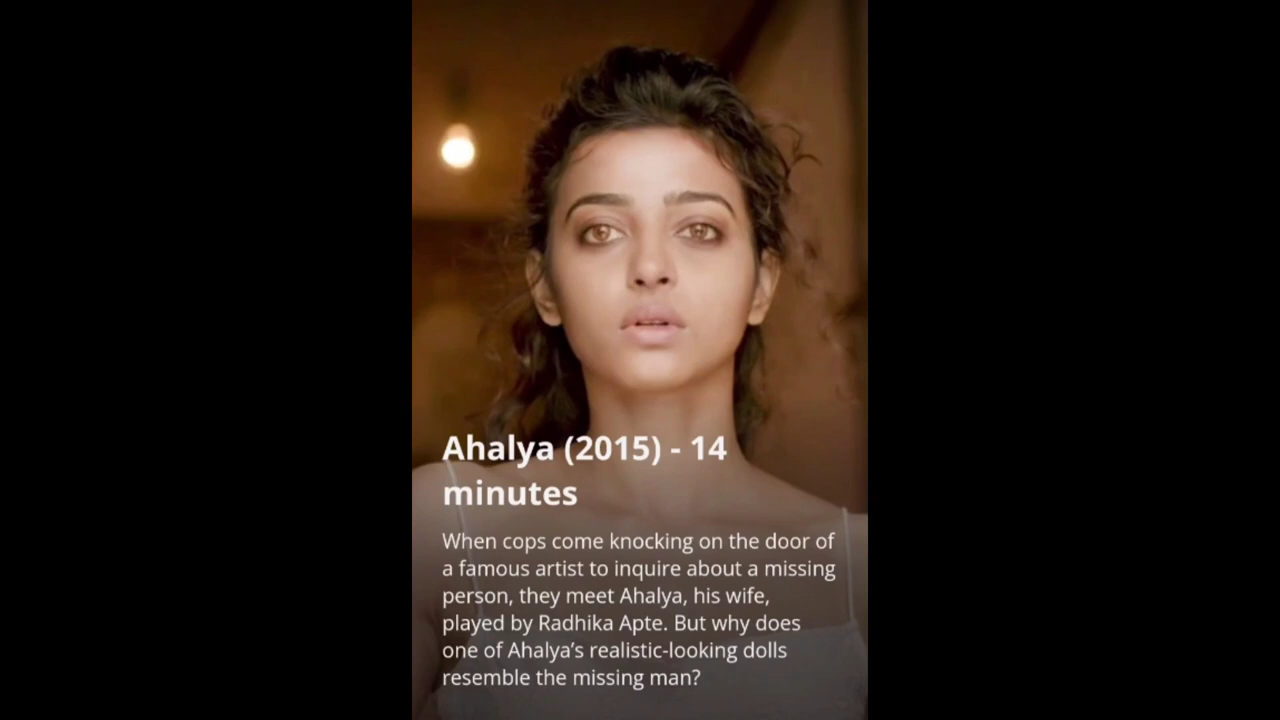 Ahalya (2015) - 14
minutes
When cops come knocking on the door of
a famous artist to inquire about a missing
person, they meet Ahalya, his wife,
played by Radhika Apte. But why does
one of Ahalya’s realistic-looking dolls
resemble the missing man?